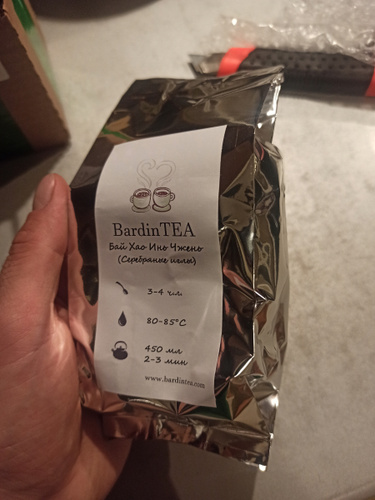 BardinTEA
Бай Хао Инь Чжень
(Серебряные иглы)
3-4 ч.л.
80-85°C
450 мл
2-3 мин
www.bardintea.com